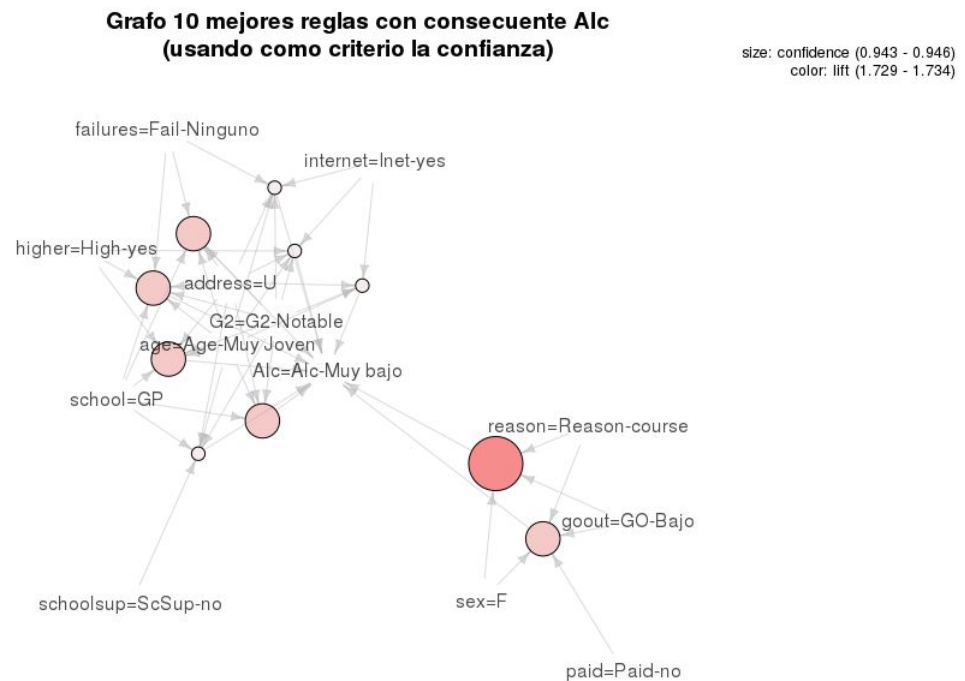 Grafo 10 mejores reglas con consecuente Alc
(usando como criterio la confianza)
size: confidence (0.943 - 0.946)
color: lift (1.729 - 1.734)
failures=Fail-Ninguno
internet=Inet-yes
higher=High-yes
address=U
G2=G2-Notable
age=Age-Muy Joven
Alc=Alc-Muy bajo
school=GP
reason=Reason-course
goout=GO-Bajo
schoolsup=ScSup-no
sex=F
paid=Paid-no